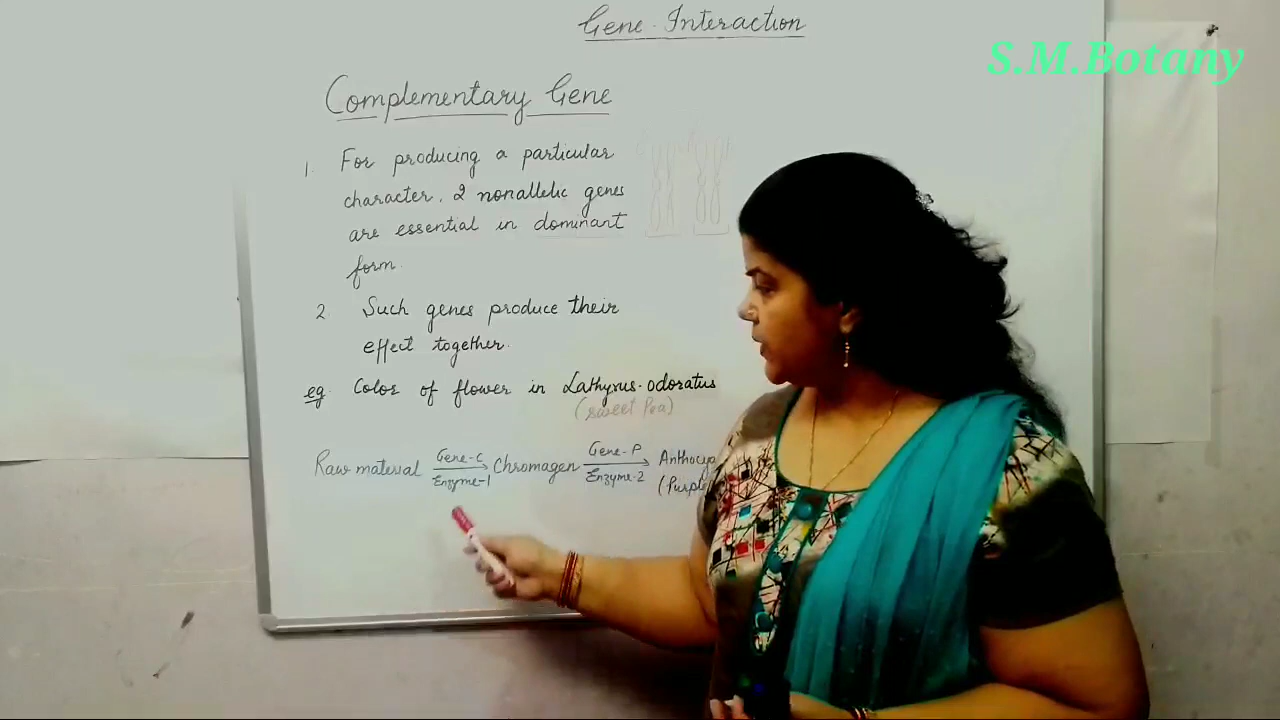 Gene-Interaction
S.M.Botany
Complementary Gene
1. For producing a particular
character, 2 nonallelic genes
are essential in dominant
form.
2 Such genes produce their
effect together.
eg. Color of flower in Lathyrus-odoratus
(sweet Pea)
Gene-C Gene-P
Raw material Chromagen
Enzyme-1 Enzyme-2